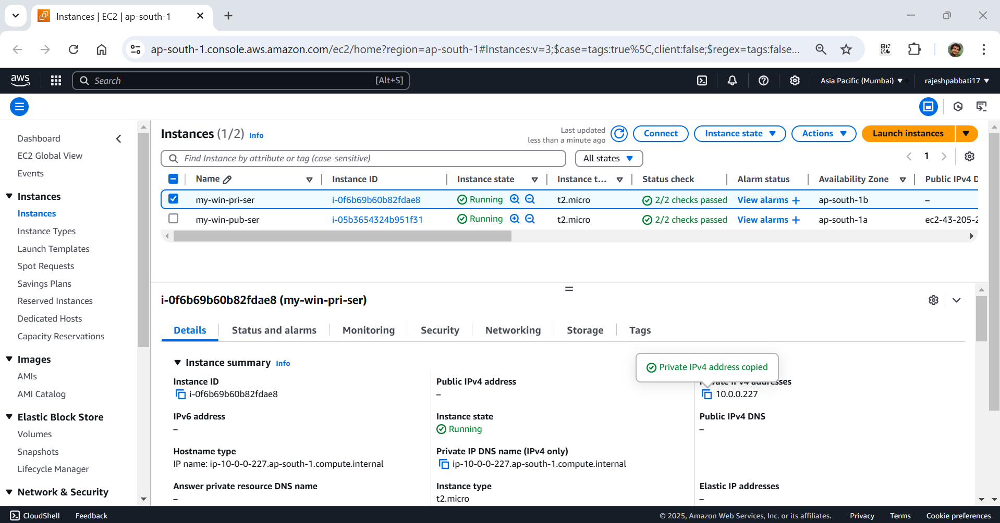 Instances | EC2 | ap-south-1
ap-south-1.console.aws.amazon.com/ec2/home?region=ap-south-1#Instances:v=3;$case=tags:true%5C,client:false;$regex=tags:false...
aws
Search [Alt+S]
Asia Pacific (Mumbai)
rajeshpabbati17
Dashboard
EC2 Global View
Events
Instances
Instances
Instance Types
Launch Templates
Spot Requests
Savings Plans
Reserved Instances
Dedicated Hosts
Capacity Reservations
Images
AMIs
AMI Catalog
Elastic Block Store
Volumes
Snapshots
Lifecycle Manager
Network & Security
Instances (1/2) Info
Last updated
less than a minute ago
Connect
Instance state
Actions
Launch instances
Find Instance by attribute or tag (case-sensitive)
All states
1
Name Instance ID Instance state Instance t... Status check Alarm status Availability Zone Public IPv4 D
my-win-pri-ser i-0f6b69b60b82fdae8 Running t2.micro 2/2 checks passed View alarms + ap-south-1b –
my-win-pub-ser i-05b3654324b951f31 Running t2.micro 2/2 checks passed View alarms + ap-south-1a ec2-43-205-2
i-0f6b69b60b82fdae8 (my-win-pri-ser)
Details Status and alarms Monitoring Security Networking Storage Tags
Instance summary Info
Private IPv4 address copied
Instance ID
i-0f6b69b60b82fdae8
Public IPv4 address
–
Private IPv4 addresses
10.0.0.227
IPv6 address
–
Instance state
Running
Public IPv4 DNS
–
Hostname type
IP name: ip-10-0-0-227.ap-south-1.compute.internal
Private IP DNS name (IPv4 only)
ip-10-0-0-227.ap-south-1.compute.internal
Answer private resource DNS name
–
Instance type
t2.micro
Elastic IP addresses
–
CloudShell Feedback © 2025, Amazon Web Services, Inc. or its affiliates. Privacy Terms Cookie preferences